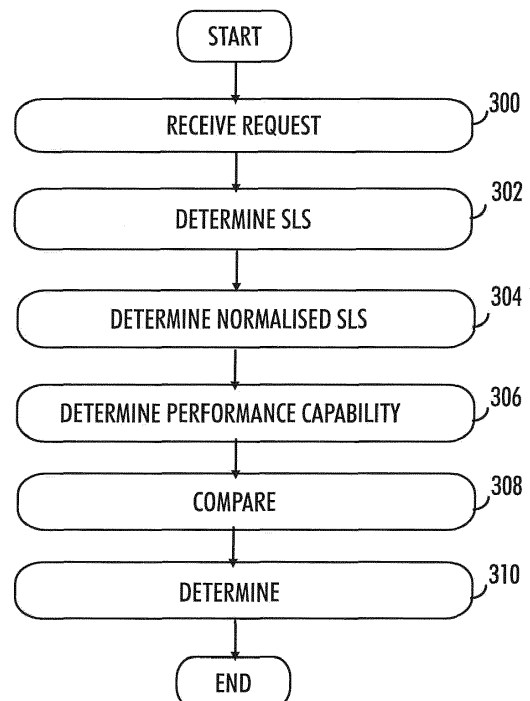 START
RECEIVE REQUEST
300
DETERMINE SLS
302
DETERMINE NORMALISED SLS
304
DETERMINE PERFORMANCE CAPABILITY
306
COMPARE
308
DETERMINE
310
END